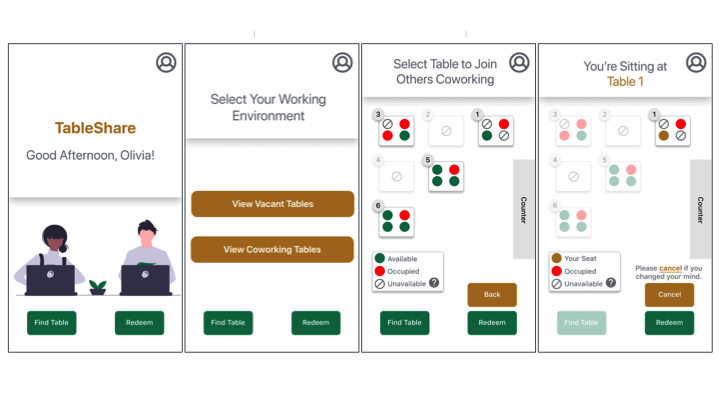 TableShare
Good Afternoon, Olivia!
Find Table
Redeem
Select Your Working
Environment
View Vacant Tables
View Coworking Tables
Find Table
Redeem
Select Table to Join
Others Coworking
3
2
1
4
5
6
Counter
Available
Occupied
Unavailable ?
Back
Find Table
Redeem
You're Sitting at
Table 1
3
2
1
4
5
6
Counter
Your Seat
Occupied
Unavailable ?
Please cancel if you
changed your mind.
Cancel
Find Table
Redeem